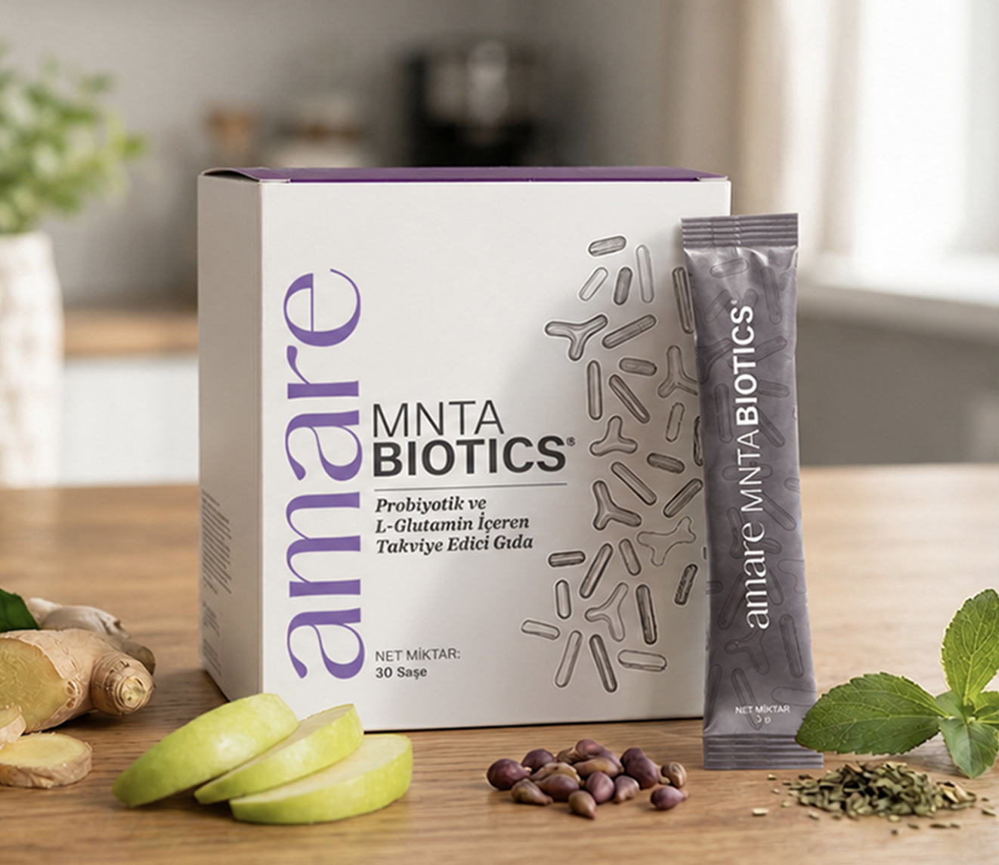 amare
MNTA
BIOTICS®
Probiyotik ve
L-Glutamin İçeren
Takviye Edici Gıda
NET MİKTAR:
30 Saşe
amare MNTABIOTICS®
NET MİKTAR